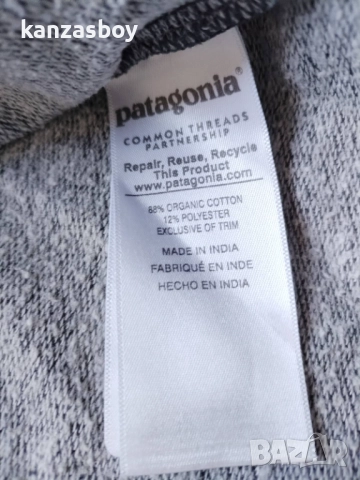 kanzasboy
patagonia®
COMMON THREADS
PARTNERSHIP
Repair, Reuse, Recycle
This Product
www.patagonia.com
88% ORGANIC COTTON
12% POLYESTER
EXCLUSIVE OF TRIM
MADE IN INDIA
FABRIQUÉ EN INDE
HECHO EN INDIA
BAZAR